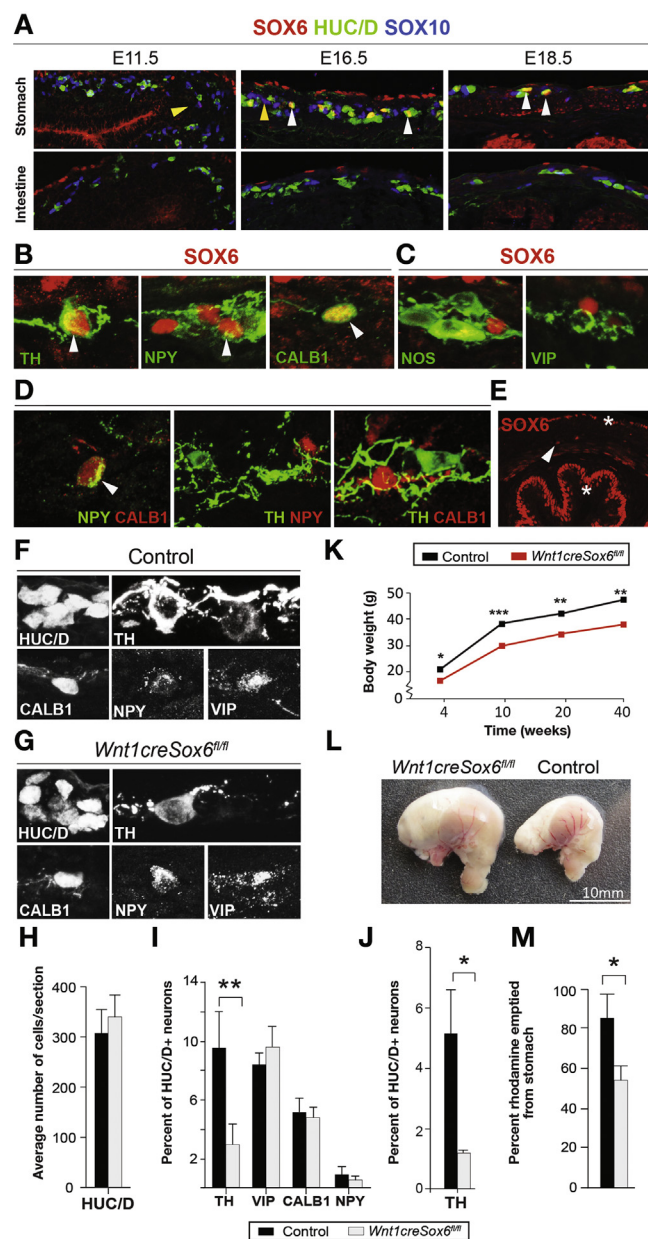 A
SOX6 HUC/D SOX10
E11.5 E16.5 E18.5
Stomach
Intestine
B SOX6 C SOX6
TH NPY CALB1 NOS VIP
D E
SOX6
* *
NPY CALB1 TH NPY TH CALB1
F Control
HUC/D TH
CALB1 NPY VIP
G Wnt1creSox6fl/fl
HUC/D TH
CALB1 NPY VIP
K
Control Wnt1creSox6fl/fl
Body weight (g)
50
40
30
20
0
* *** ** **
4 10 20 40
Time (weeks)
L
Wnt1creSox6fl/fl Control
10mm
H
Average number of cells/section
400
300
200
100
0
HUC/D
I
Percent of HUC/D+ neurons
14
10
6
2
**
TH VIP CALB1 NPY
J
Percent of HUC/D+ neurons
8
6
4
2
0
*
TH
M
Percent rhodamine emptied
from stomach
100
80
60
40
20
0
*
Control Wnt1creSox6fl/fl